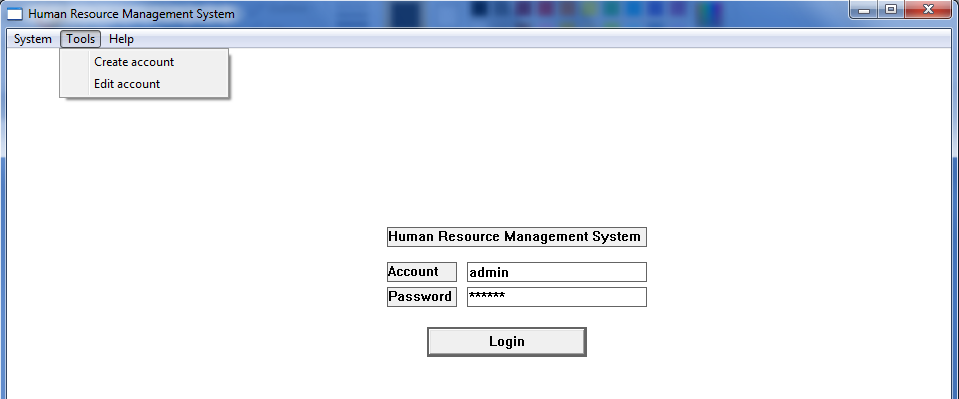 Human Resource Management System
System Tools Help
Create account
Edit account
Human Resource Management System
Account admin
Password ******
Login